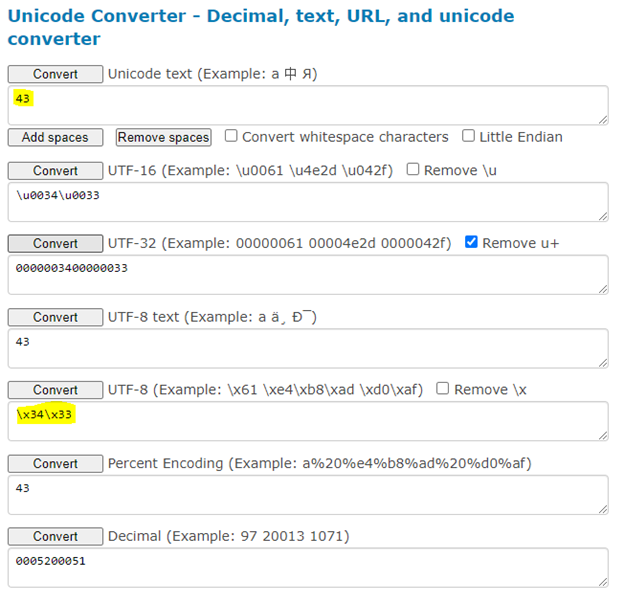 Unicode Converter - Decimal, text, URL, and unicode
converter
Convert Unicode text (Example: a 中 Я)
43
Add spaces Remove spaces Convert whitespace characters Little Endian
Convert UTF-16 (Example: \u0061 \u4e2d \u042f) Remove \u
\u0034\u0033
Convert UTF-32 (Example: 00000061 00004e2d 0000042f) Remove u+
0000003400000033
Convert UTF-8 text (Example: a ä¸ Ð¯)
43
Convert UTF-8 (Example: \x61 \xe4\xb8\xad \xd0\xaf) Remove \x
\x34\x33
Convert Percent Encoding (Example: a%20%e4%b8%ad%20%d0%af)
43
Convert Decimal (Example: 97 20013 1071)
0005200051